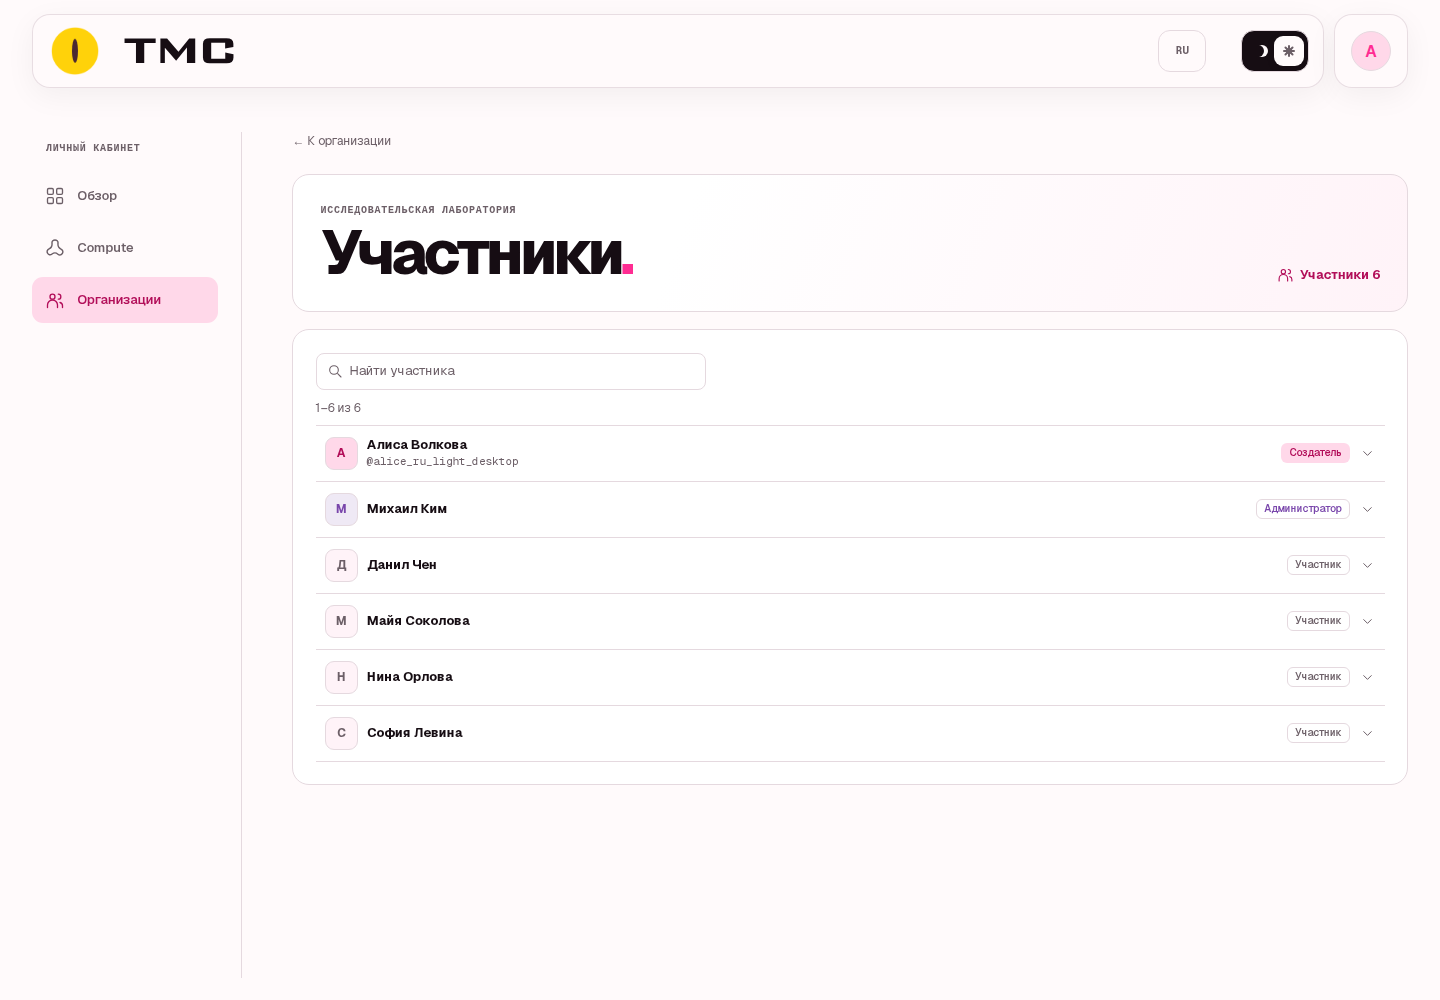 TMC
RU
A
ЛИЧНЫЙ КАБИНЕТ
Обзор
Compute
Организации
← К организации
ИССЛЕДОВАТЕЛЬСКАЯ ЛАБОРАТОРИЯ
Участники.
Участники 6
Найти участника
1–6 из 6
А Алиса Волкова Создатель
@alice_ru_light_desktop
М Михаил Ким Администратор
Д Данил Чен Участник
М Майя Соколова Участник
Н Нина Орлова Участник
С София Левина Участник